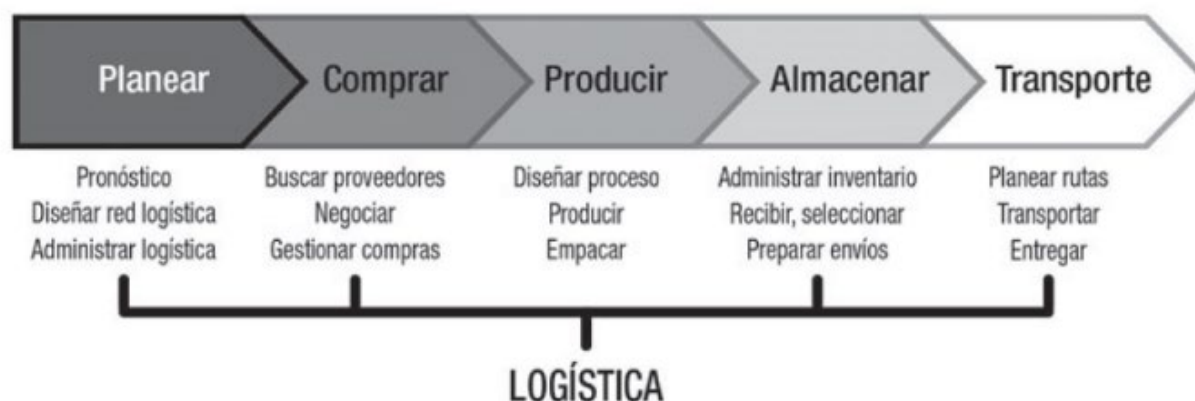 Planear
Comprar
Producir
Almacenar
Transporte
Pronóstico
Diseñar red logística
Administrar logística
Buscar proveedores
Negociar
Gestionar compras
Diseñar proceso
Producir
Empacar
Administrar inventario
Recibir, seleccionar
Preparar envíos
Planear rutas
Transportar
Entregar
LOGÍSTICA